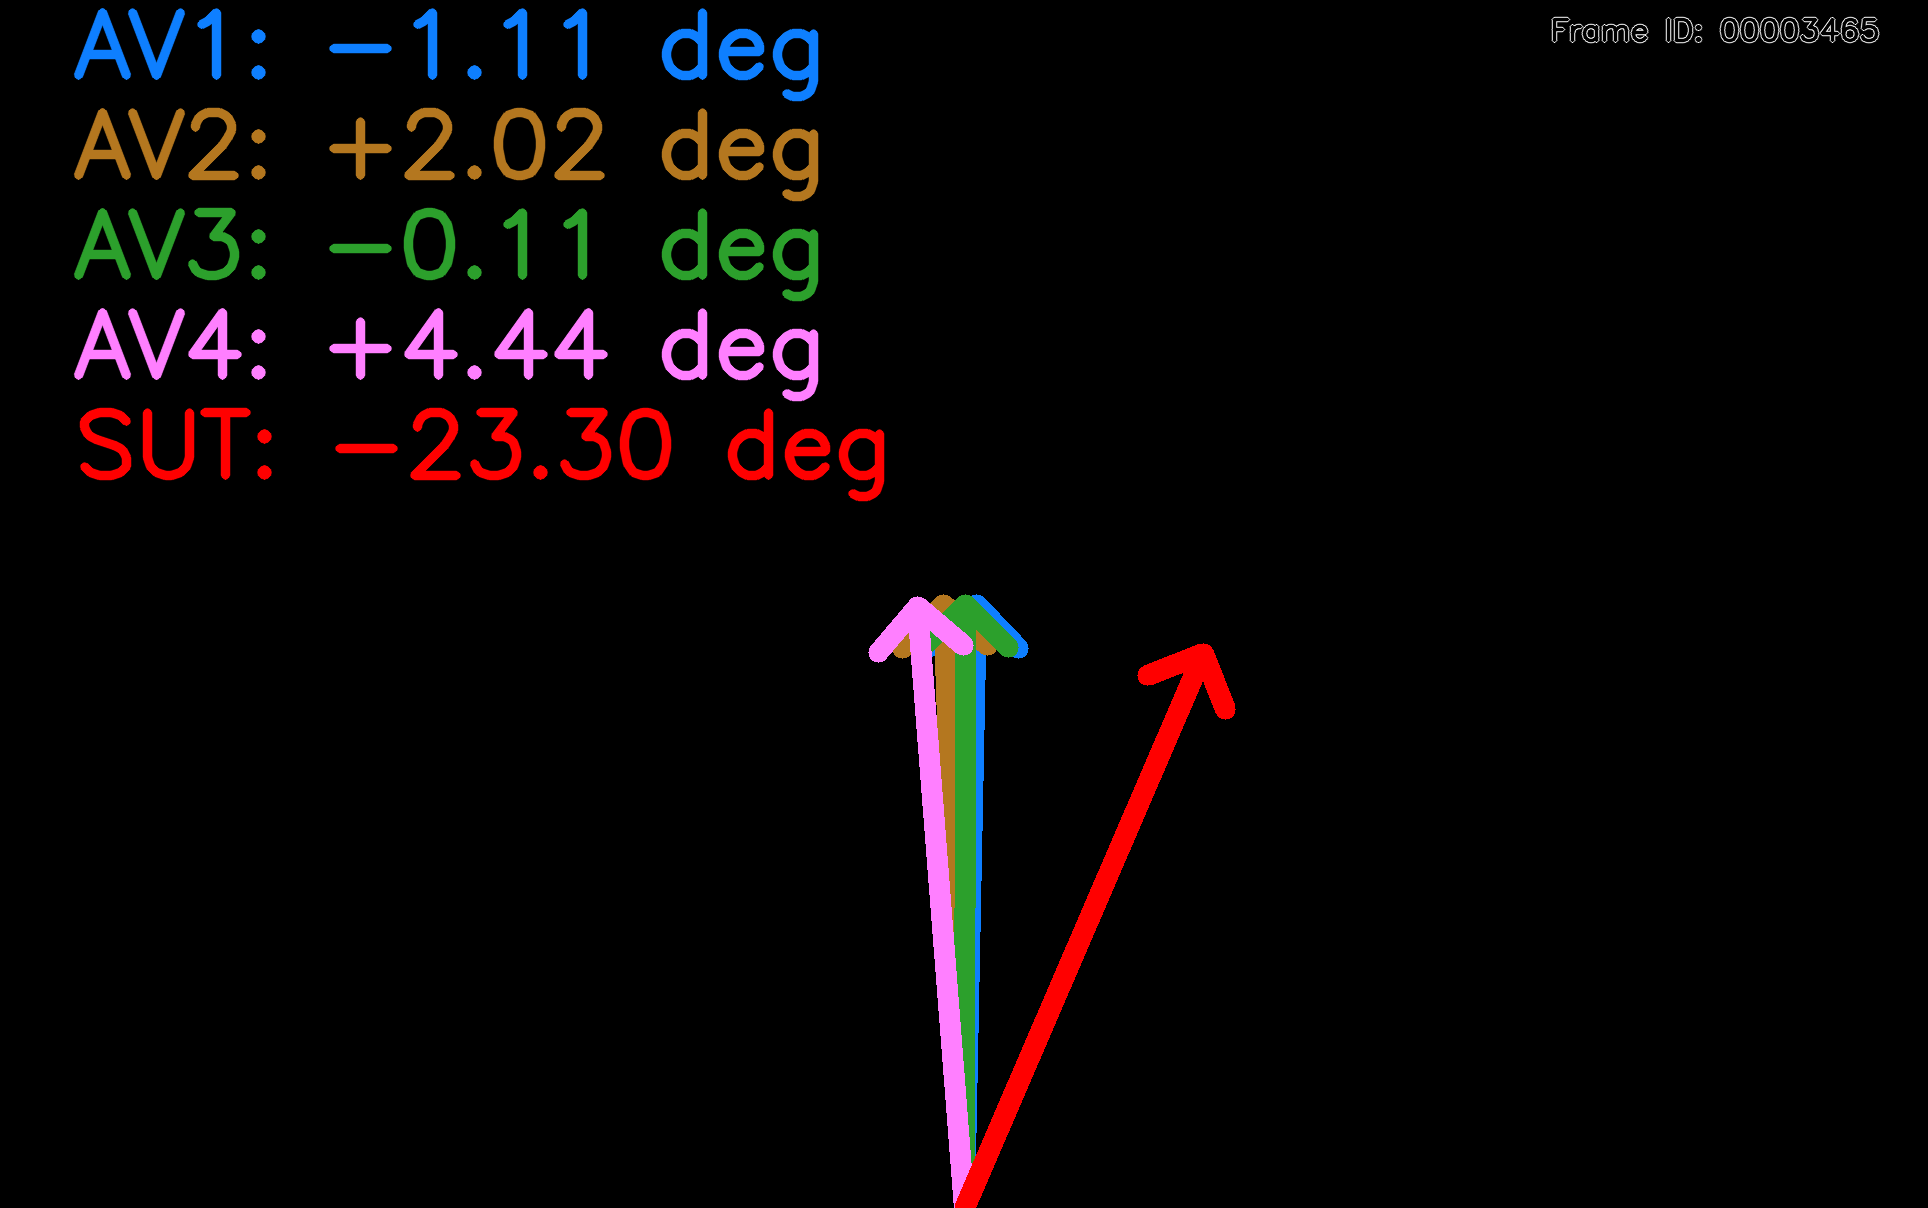 AV1: -1.11 deg
Frame ID: 00003465
AV2: +2.02 deg
AV3: -0.11 deg
AV4: +4.44 deg
SUT: -23.30 deg